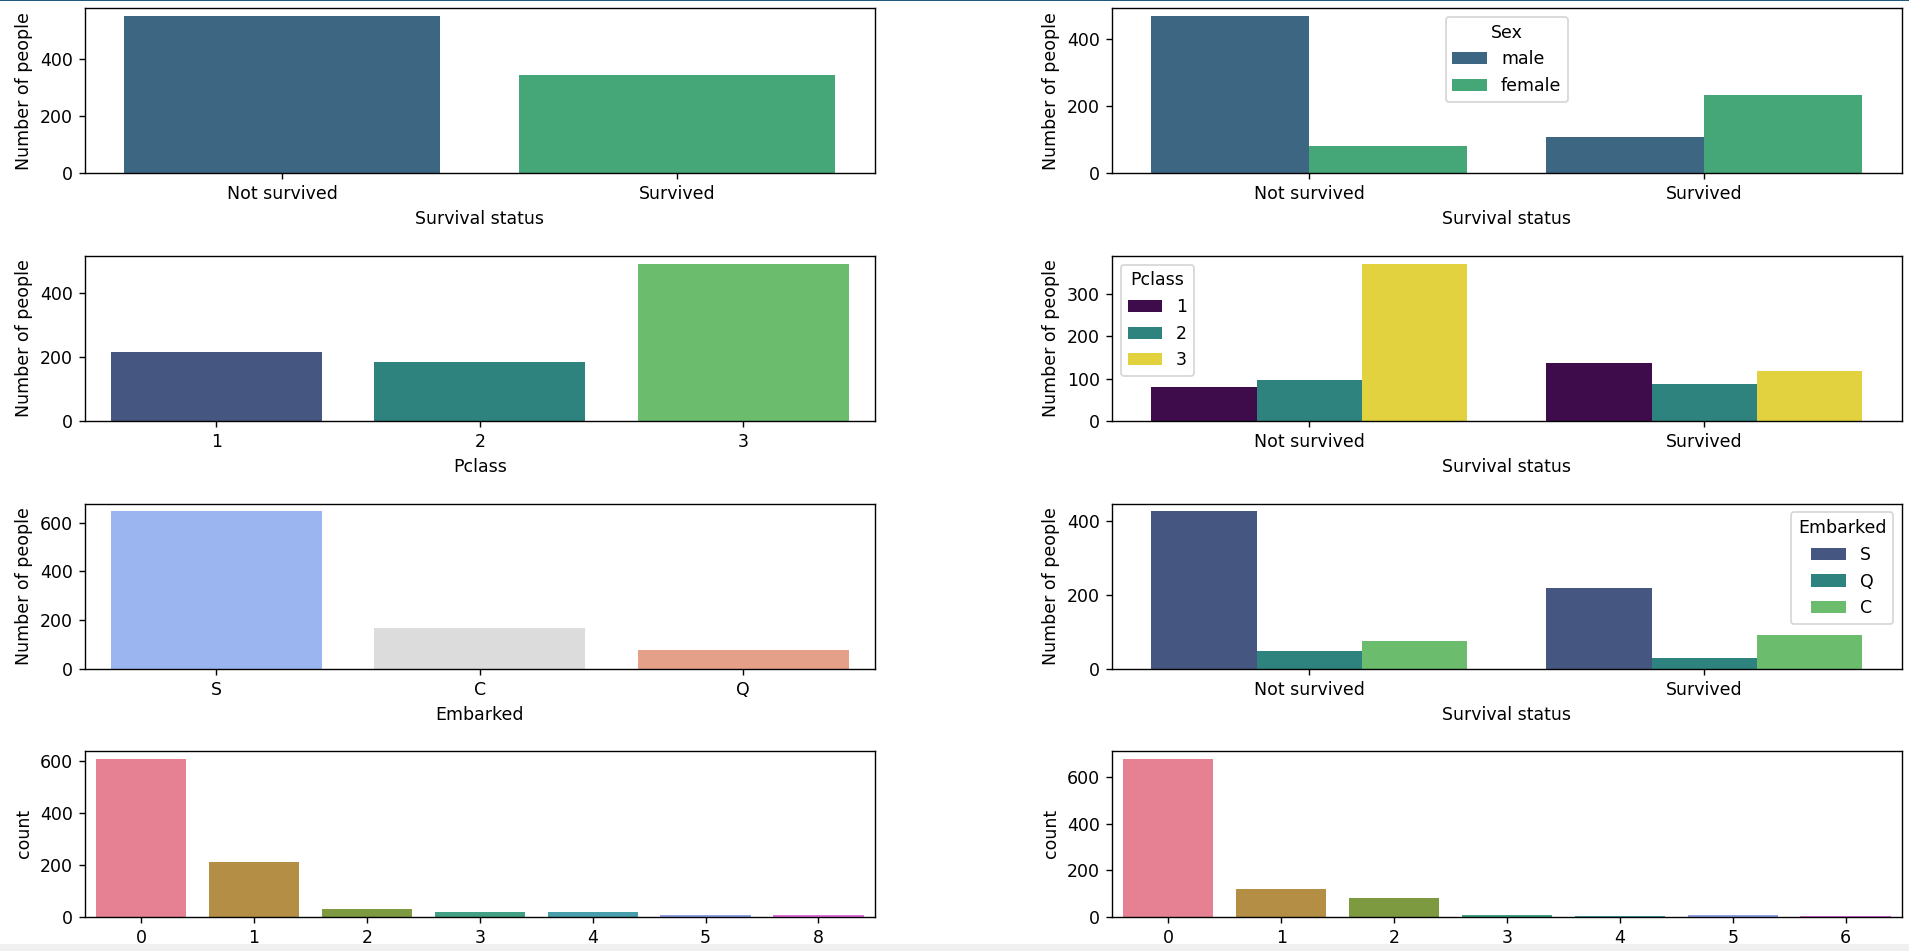 Number of people
400
200
0
Not survived
Survived
Survival status
Number of people
400
200
0
Sex
male
female
Not survived
Survived
Survival status
Number of people
400
200
0
1
2
3
Pclass
Number of people
300
200
100
0
Pclass
1
2
3
Not survived
Survived
Survival status
Number of people
600
400
200
0
S
C
Q
Embarked
Number of people
400
200
0
Embarked
S
Q
C
Not survived
Survived
Survival status
count
600
400
200
0
0
1
2
3
4
5
8
count
600
400
200
0
0
1
2
3
4
5
6